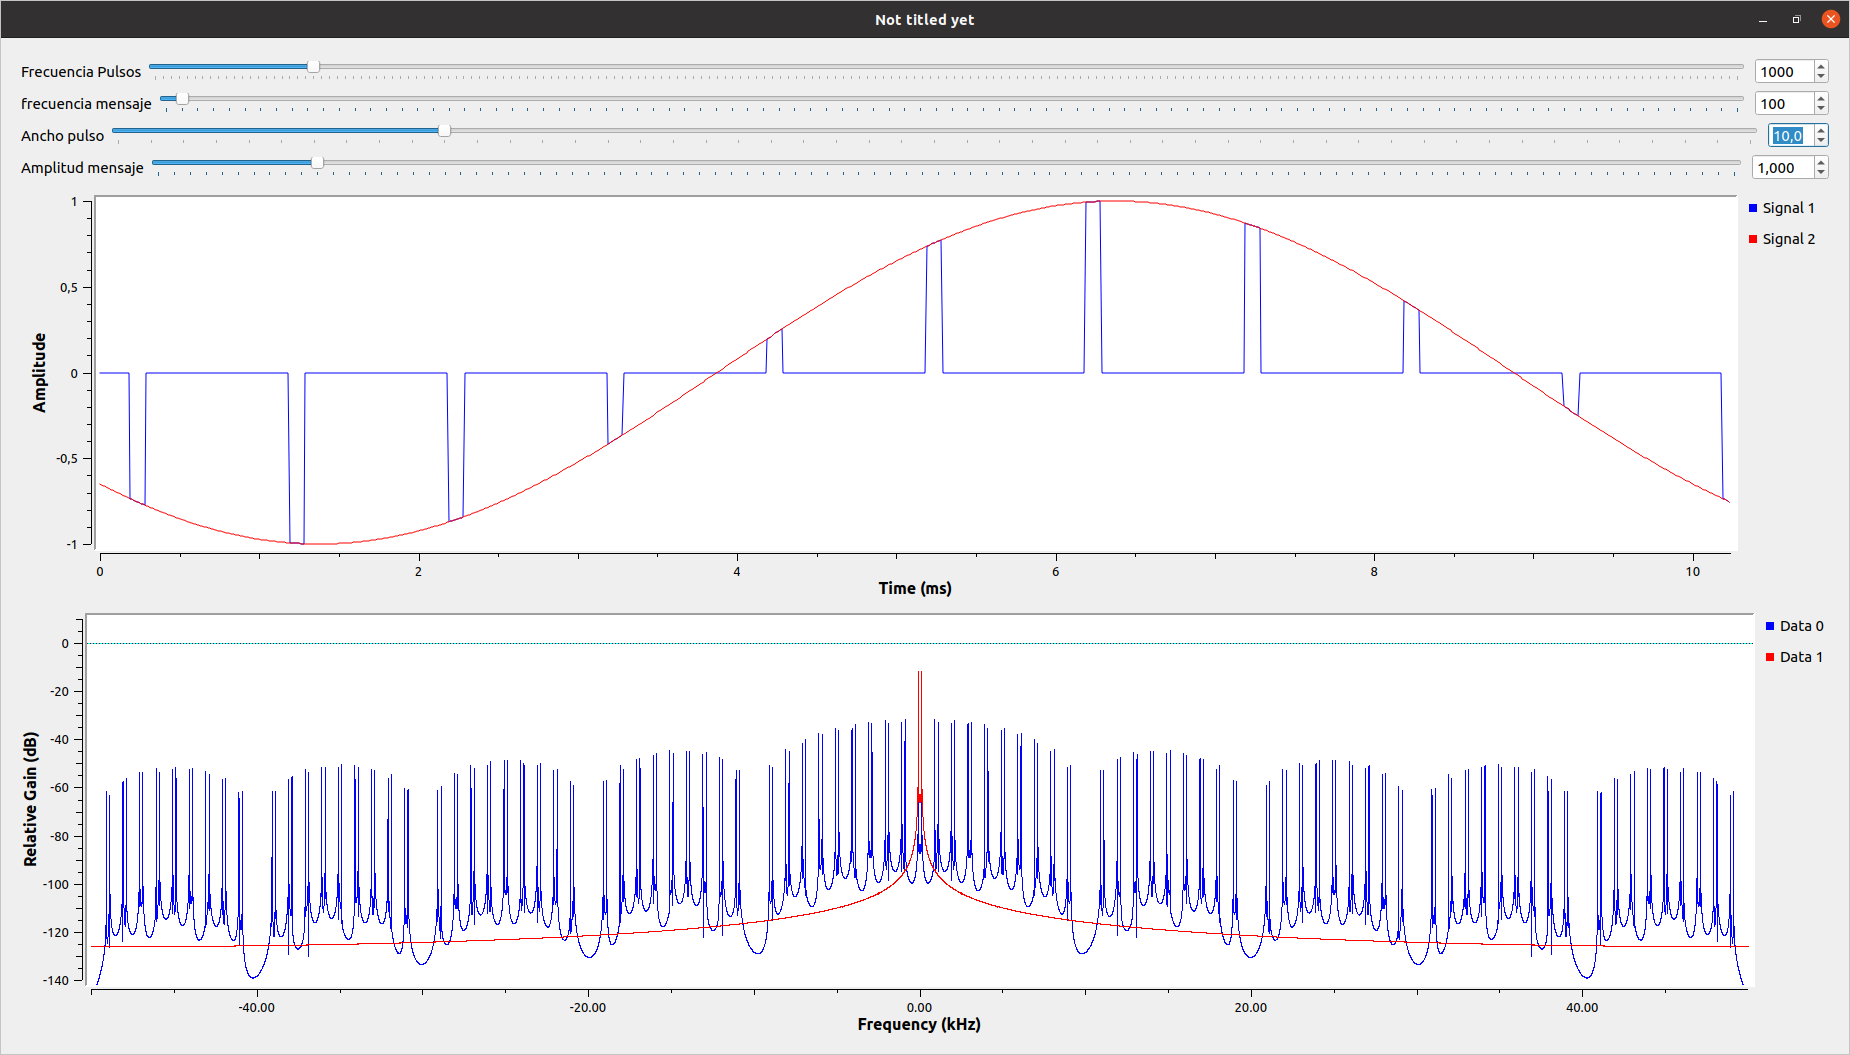 Not titled yet
Frecuencia Pulsos 1000
frecuencia mensaje 100
Ancho pulso 10,0
Amplitud mensaje 1,000
1
0,5
0
-0,5
-1
Amplitude
0 2 4 6 8 10
Time (ms)
Signal 1
Signal 2
0
-20
-40
-60
-80
-100
-120
-140
Relative Gain (dB)
-40.00 -20.00 0.00 20.00 40.00
Frequency (kHz)
Data 0
Data 1